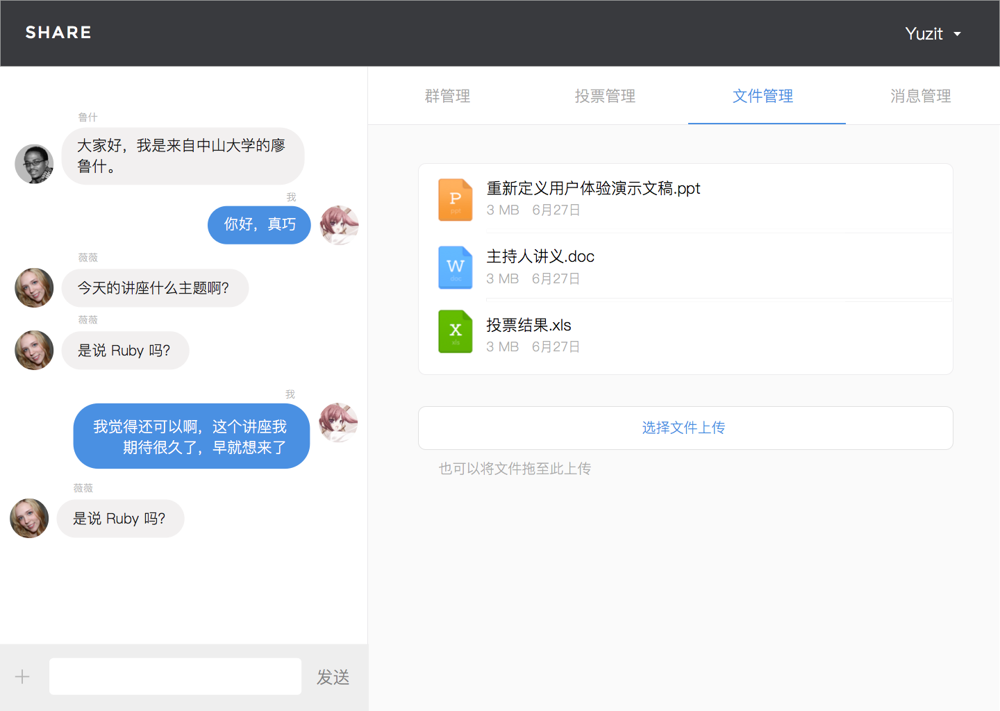 SHARE
Yuzit
鲁什
大家好，我是来自中山大学的廖
鲁什。
我
你好，真巧
薇薇
今天的讲座什么主题啊？
薇薇
是说 Ruby 吗？
我
我觉得还可以啊，这个讲座我
期待很久了，早就想来了
薇薇
是说 Ruby 吗？
发送
群管理
投票管理
文件管理
消息管理
P
ppt
重新定义用户体验演示文稿.ppt
3 MB 6月27日
W
doc
主持人讲义.doc
3 MB 6月27日
X
xls
投票结果.xls
3 MB 6月27日
选择文件上传
也可以将文件拖至此上传